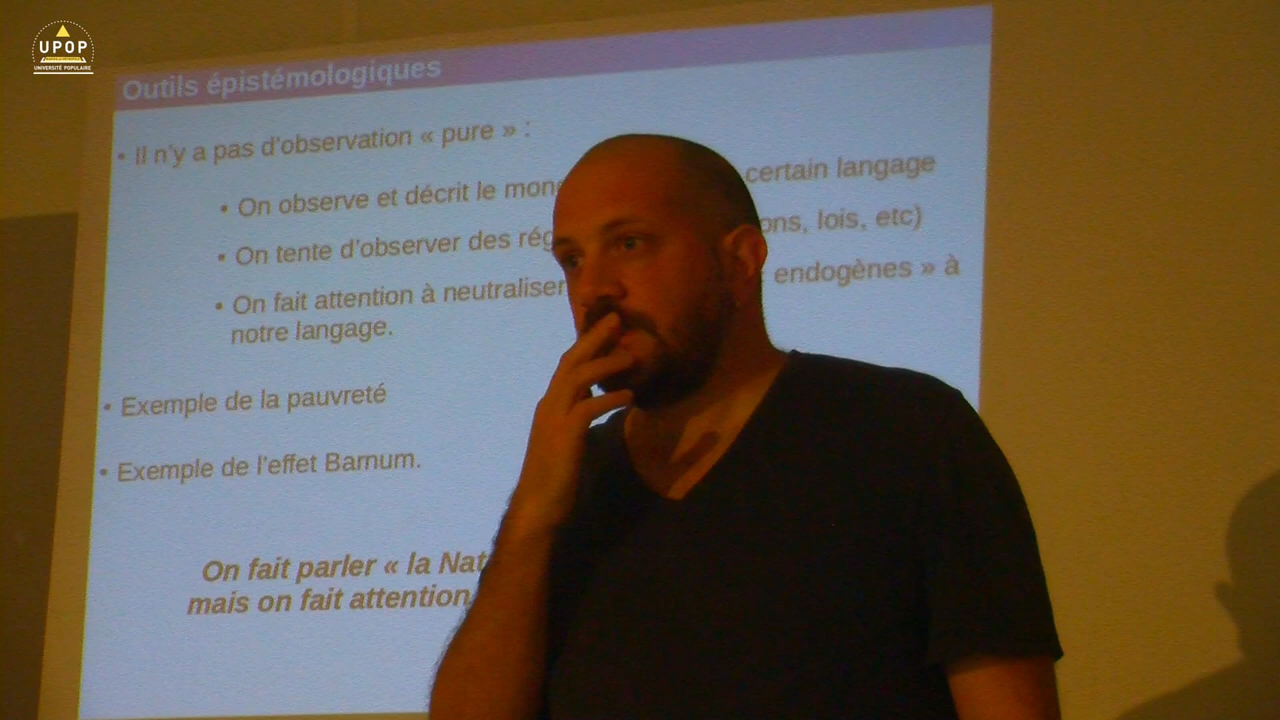 UPOP
UNIVERSITÉ POPULAIRE
Outils épistémologiques
• Il n'y a pas d'observation « pure » :
• On observe et décrit le mon certain langage
• On tente d'observer des rég ons, lois, etc)
• On fait attention à neutraliser endogènes » à
notre langage.
• Exemple de la pauvreté
• Exemple de l'effet Barnum.
On fait parler « la Nat
mais on fait attention